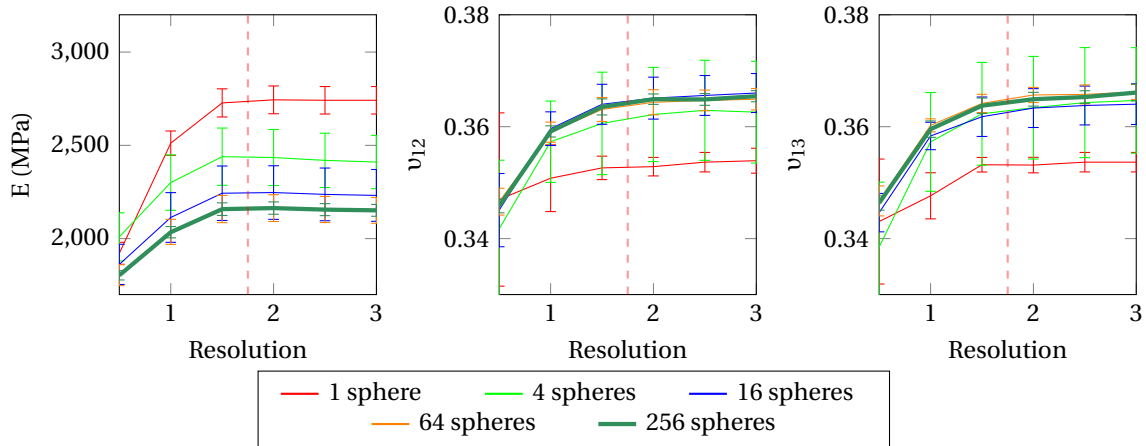 E (MPa)
3,000
2,500
2,000
1 2 3
Resolution
υ12
0.38
0.36
0.34
1 2 3
Resolution
υ13
0.38
0.36
0.34
1 2 3
Resolution
1 sphere 4 spheres 16 spheres
64 spheres 256 spheres